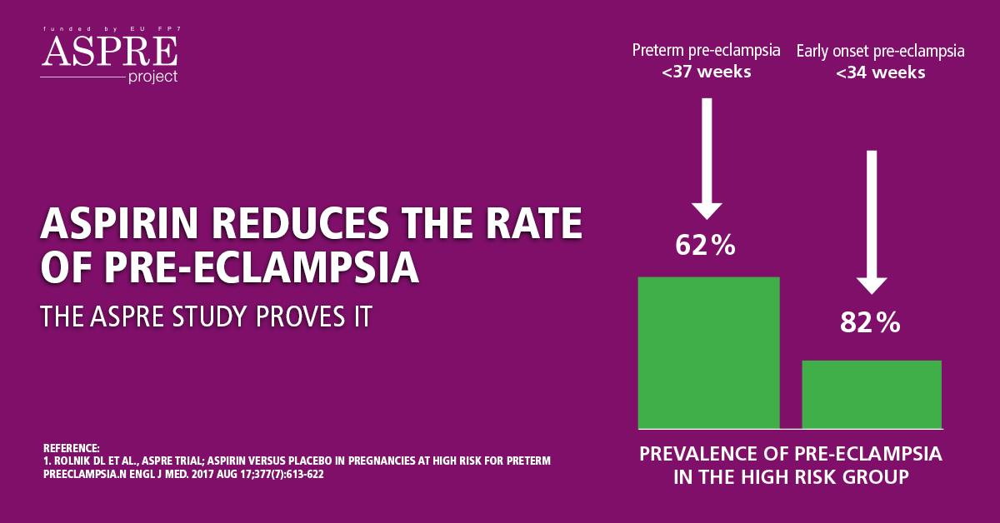 funded by EU FP7
ASPRE
project
ASPIRIN REDUCES THE RATE
OF PRE-ECLAMPSIA
THE ASPRE STUDY PROVES IT
REFERENCE:
1. ROLNIK DL ET AL., ASPRE TRIAL; ASPIRIN VERSUS PLACEBO IN PREGNANCIES AT HIGH RISK FOR PRETERM
PREECLAMPSIA.N ENGL J MED. 2017 AUG 17;377(7):613-622
Preterm pre-eclampsia
<37 weeks
62%
Early onset pre-eclampsia
<34 weeks
82%
PREVALENCE OF PRE-ECLAMPSIA
IN THE HIGH RISK GROUP